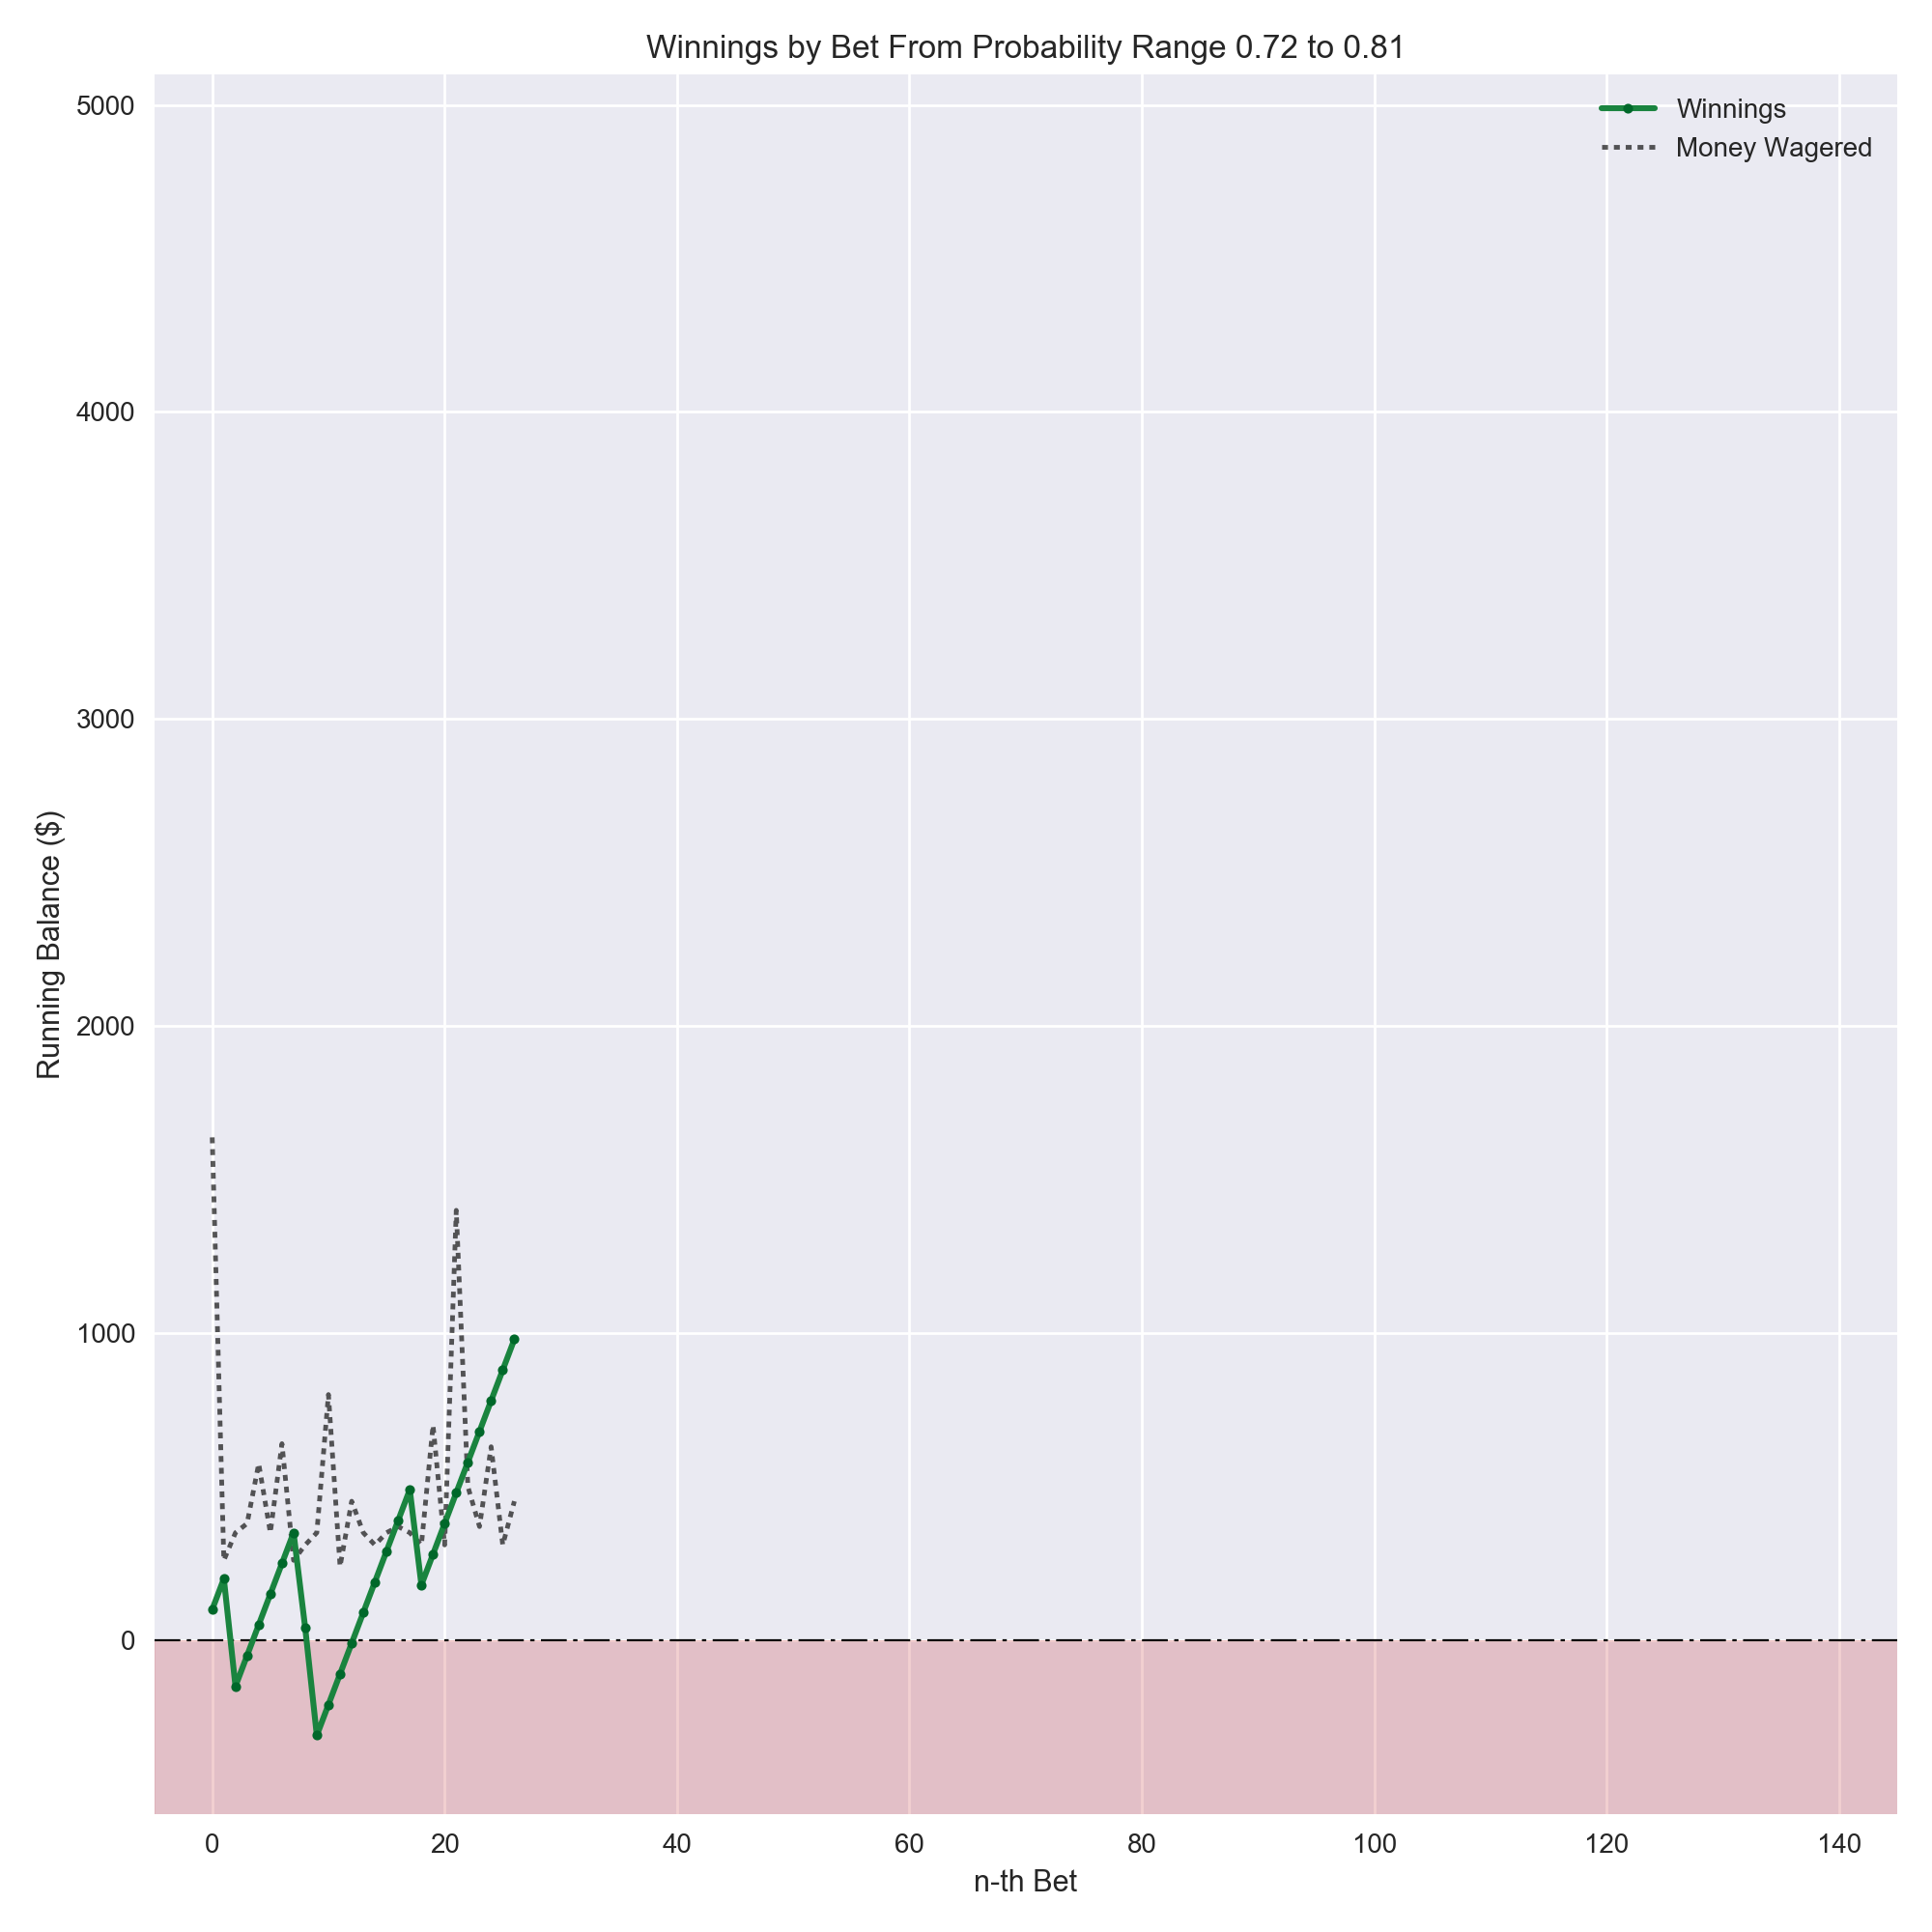 Winnings by Bet From Probability Range 0.72 to 0.81
Winnings
Money Wagered
5000
4000
3000
2000
1000
0
Running Balance ($)
0 20 40 60 80 100 120 140
n-th Bet